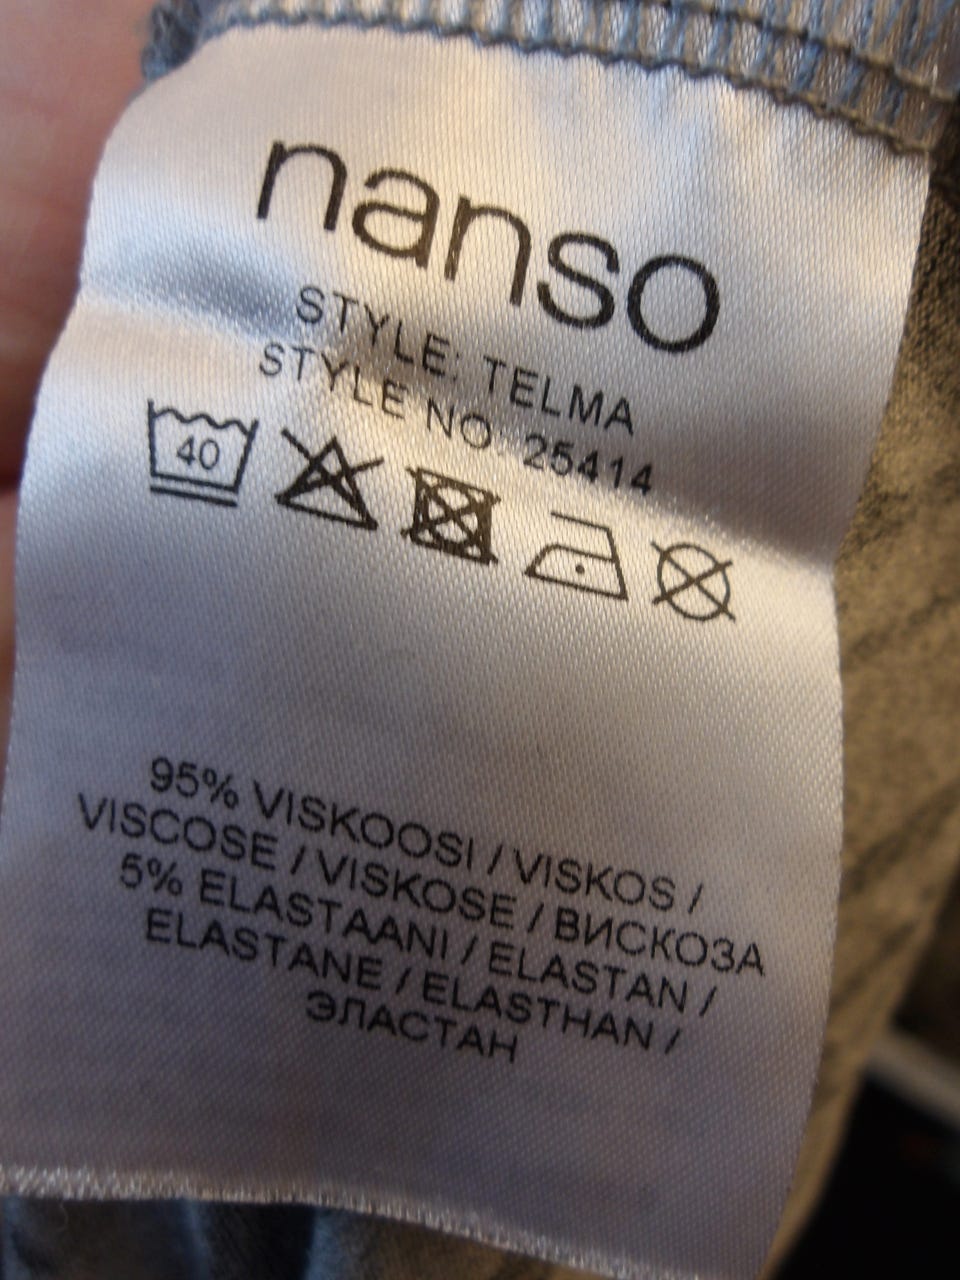 nanso
STYLE: TELMA
STYLE NO: 25414
40
95% VISKOOSI / VISKOS /
VISCOSE / VISKOSE / ВИСКОЗА
5% ELASTAANI / ELASTAN /
ELASTANE / ELASTHAN /
ЭЛАСТАН